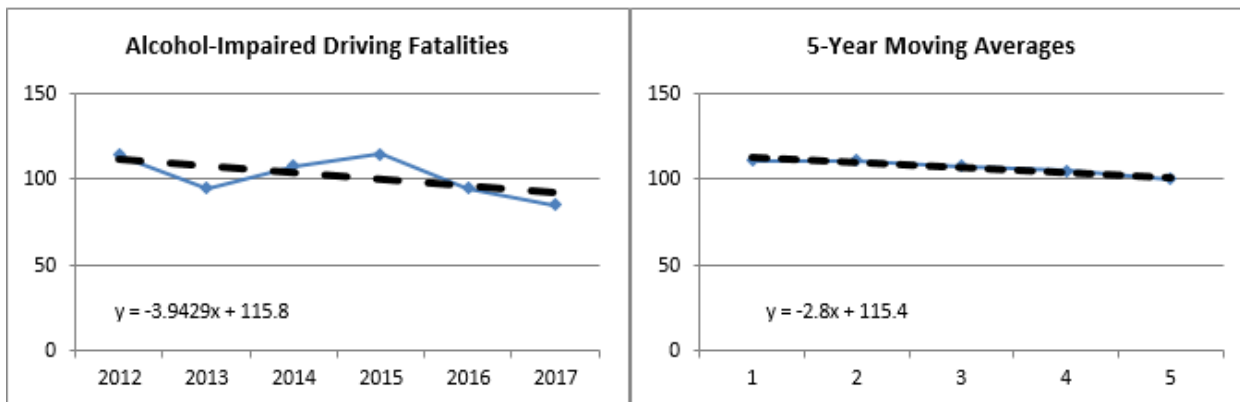 Alcohol-Impaired Driving Fatalities
150
100
50
0
y = -3.9429x + 115.8
2012 2013 2014 2015 2016 2017
5-Year Moving Averages
150
100
50
0
y = -2.8x + 115.4
1 2 3 4 5